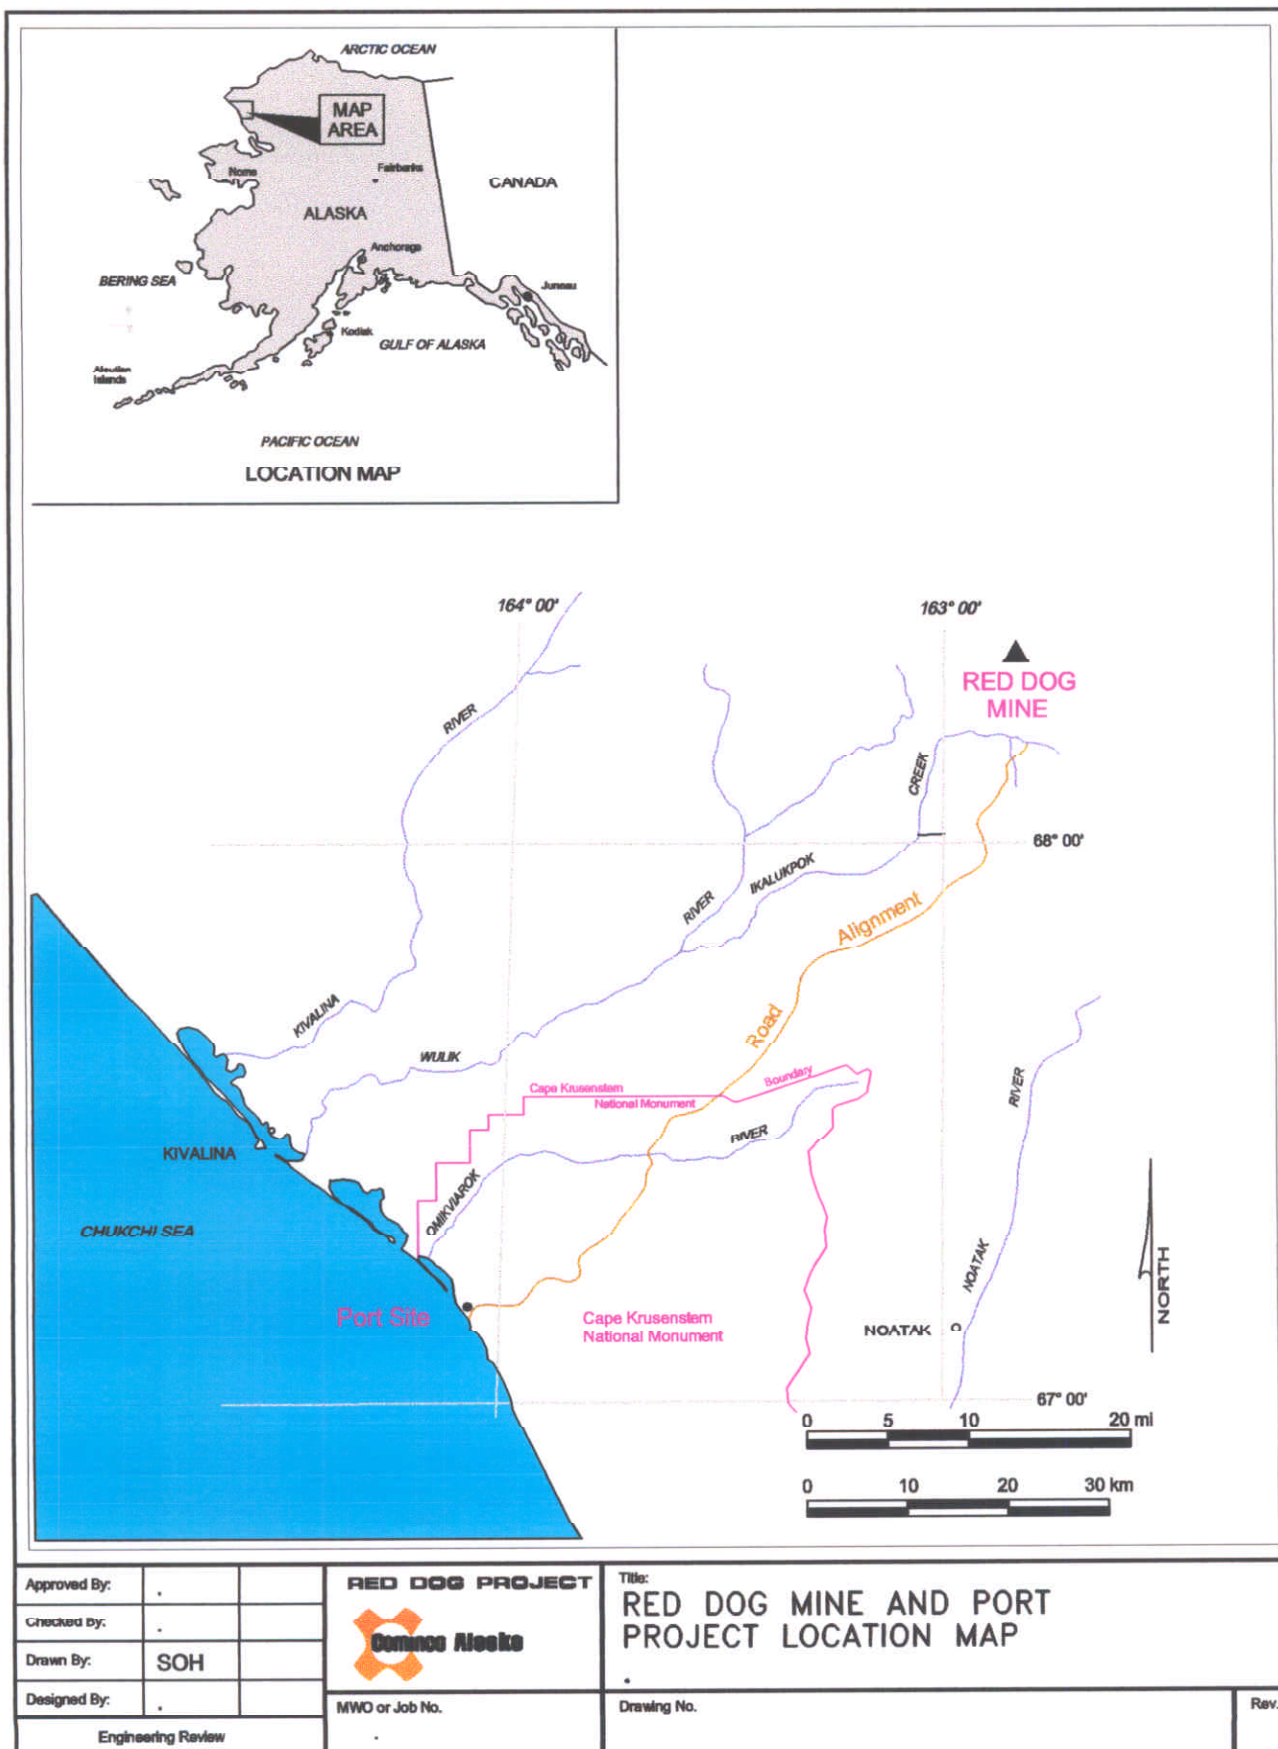 ARCTIC OCEAN
MAP
AREA
Nome
Fairbanks
CANADA
ALASKA
Anchorage
BERING SEA
Juneau
Kodiak
GULF OF ALASKA
Aleutian
Islands
PACIFIC OCEAN
LOCATION MAP
164° 00'
163° 00'
RED DOG
MINE
RIVER
CREEK
68° 00'
IKALUKPOK
RIVER
Alignment
KIVALINA
Road
WULIK
Cape Krusenstern
National Monument
Boundary
RIVER
RIVER
KIVALINA
OMIKVIAROK
CHUKCHI SEA
NOATAK
NORTH
Port Site
Cape Krusenstern
National Monument
NOATAK
67° 00'
0 5 10 20 mi
0 10 20 30 km
Approved By: .
Checked By: .
Drawn By: SOH
Designed By: .
Engineering Review
RED DOG PROJECT
Cominco Alaska
MWO or Job No.
.
Title:
RED DOG MINE AND PORT
PROJECT LOCATION MAP
.
Drawing No.
Rev.